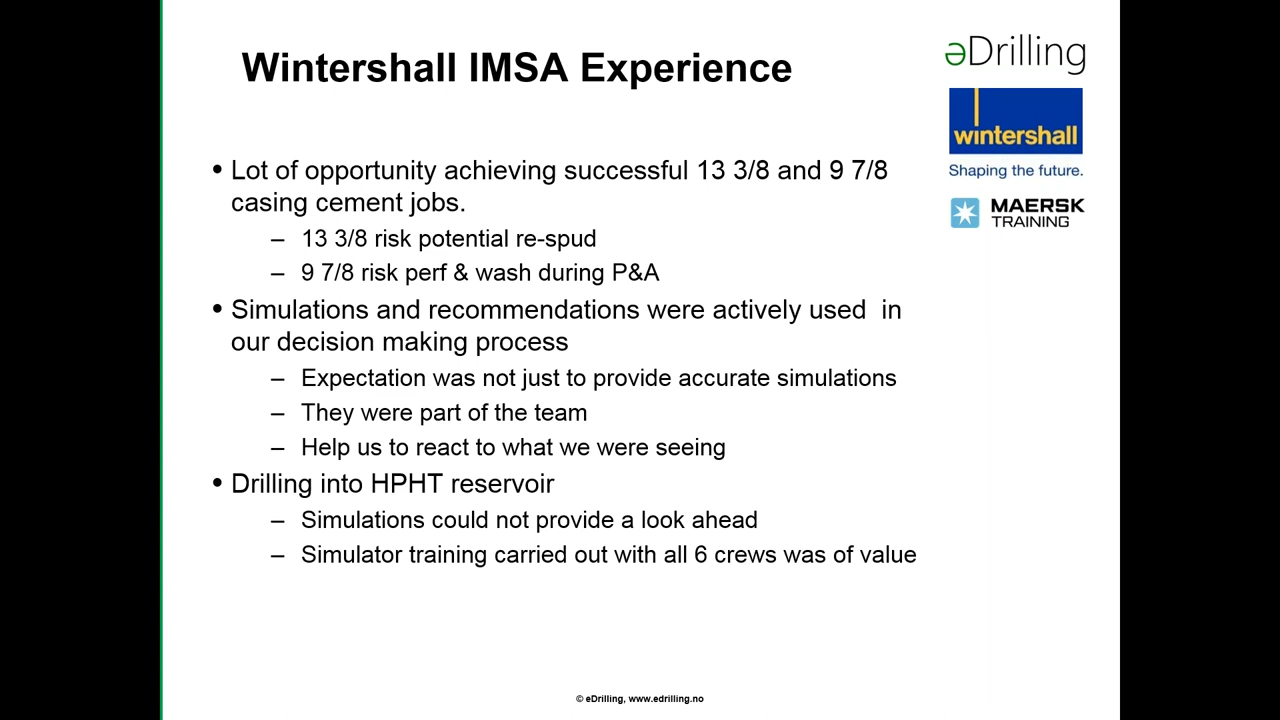 Wintershall IMSA Experience
əDrilling
wintershall
Shaping the future.
MAERSK
TRAINING
• Lot of opportunity achieving successful 13 3/8 and 9 7/8
casing cement jobs.
– 13 3/8 risk potential re-spud
– 9 7/8 risk perf & wash during P&A
• Simulations and recommendations were actively used  in
our decision making process
– Expectation was not just to provide accurate simulations
– They were part of the team
– Help us to react to what we were seeing
• Drilling into HPHT reservoir
– Simulations could not provide a look ahead
– Simulator training carried out with all 6 crews was of value
© eDrilling, www.edrilling.no